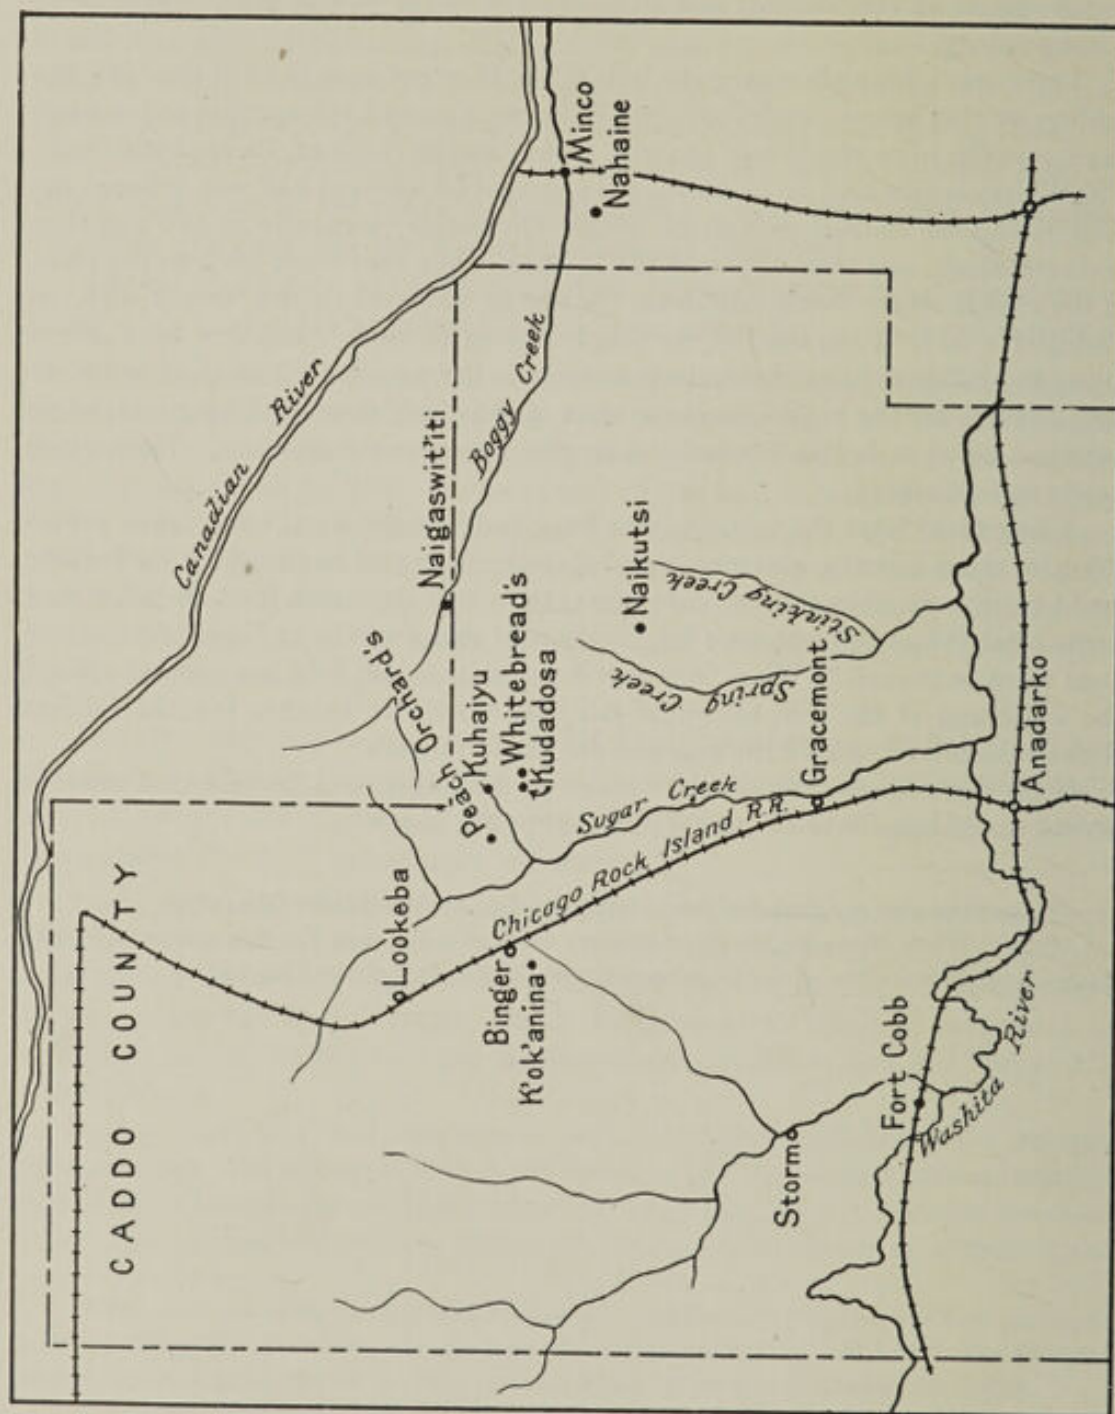 CADDO COUNTY
Canadian River
Lookeba
Peach Orchard's
Kuhaiyu
Naigaswit'iti
Boggy Creek
Minco
Nahaine
Whitebread's
Kudadosa
Naikutsi
Stinking Creek
Spring Creek
Sugar Creek
Chicago Rock Island R.R.
Binger
K'ok'anina
Gracemont
Storm
Fort Cobb
Washita River
Anadarko